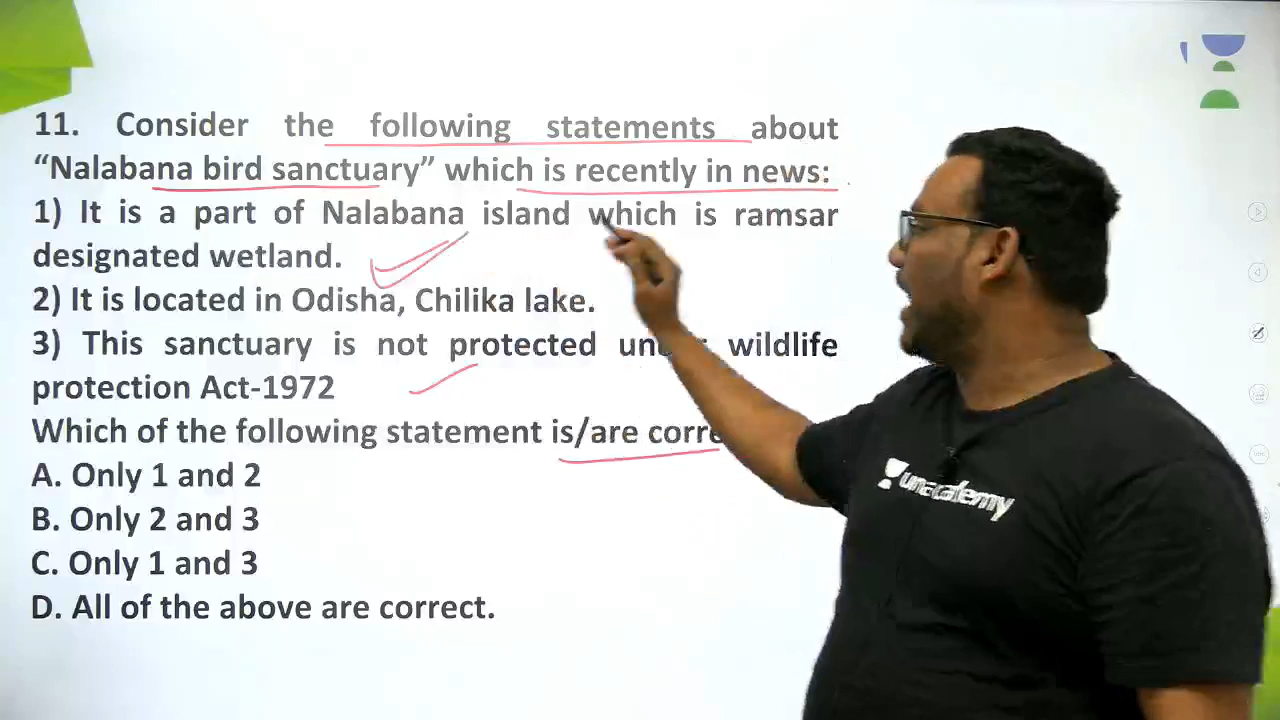 11. Consider the following statements about
“Nalabana bird sanctuary” which is recently in news:
1) It is a part of Nalabana island which is ramsar
designated wetland.
2) It is located in Odisha, Chilika lake.
3) This sanctuary is not protected under wildlife
protection Act-1972
Which of the following statement is/are corre
A. Only 1 and 2
B. Only 2 and 3
C. Only 1 and 3
D. All of the above are correct.
unacademy